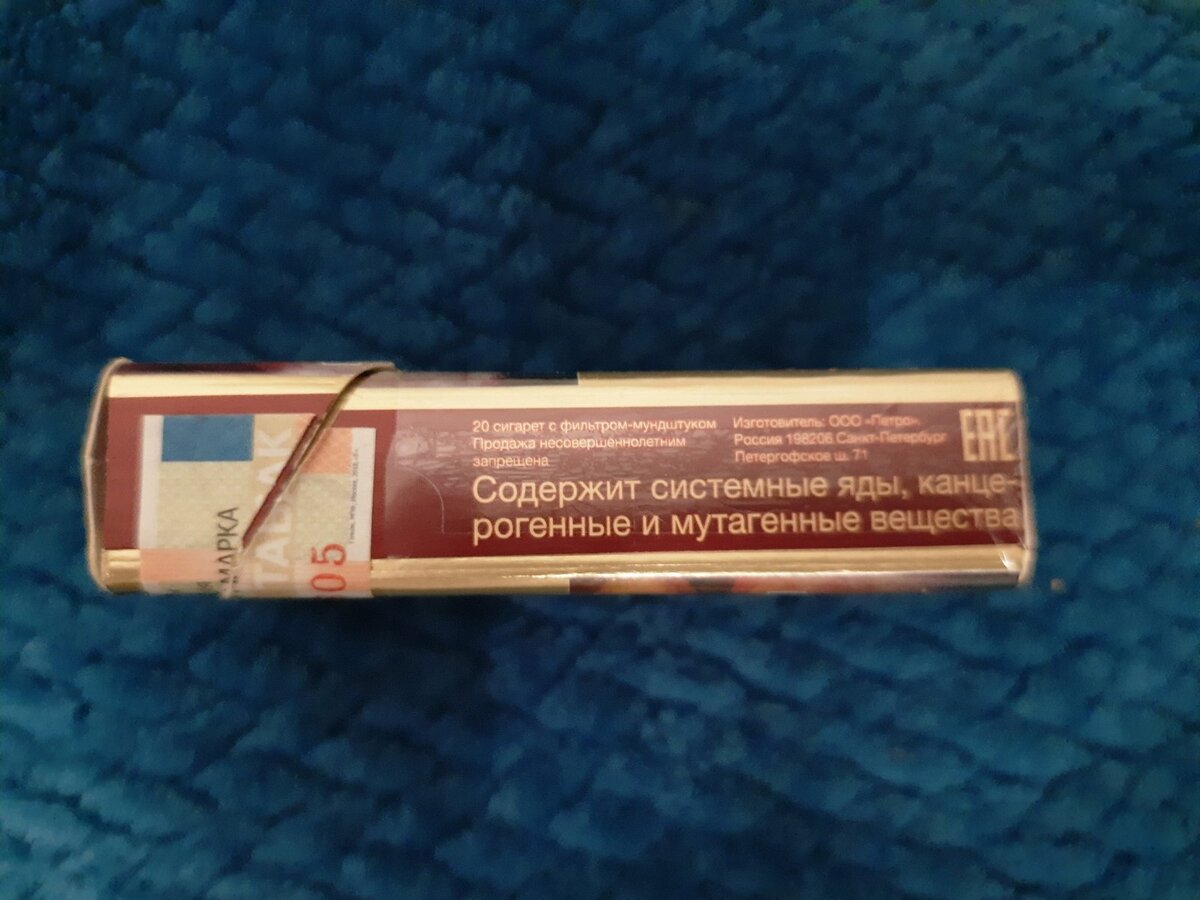 20 сигарет с фильтром-мундштуком
Продажа несовершеннолетним
запрещена
Изготовитель: ООО «Петро»
Россия 198206 Санкт-Петербург
Петергофское ш. 71
EAC
Содержит системные яды, канце-
рогенные и мутагенные вещества
МАРКА
ТАБАК
05